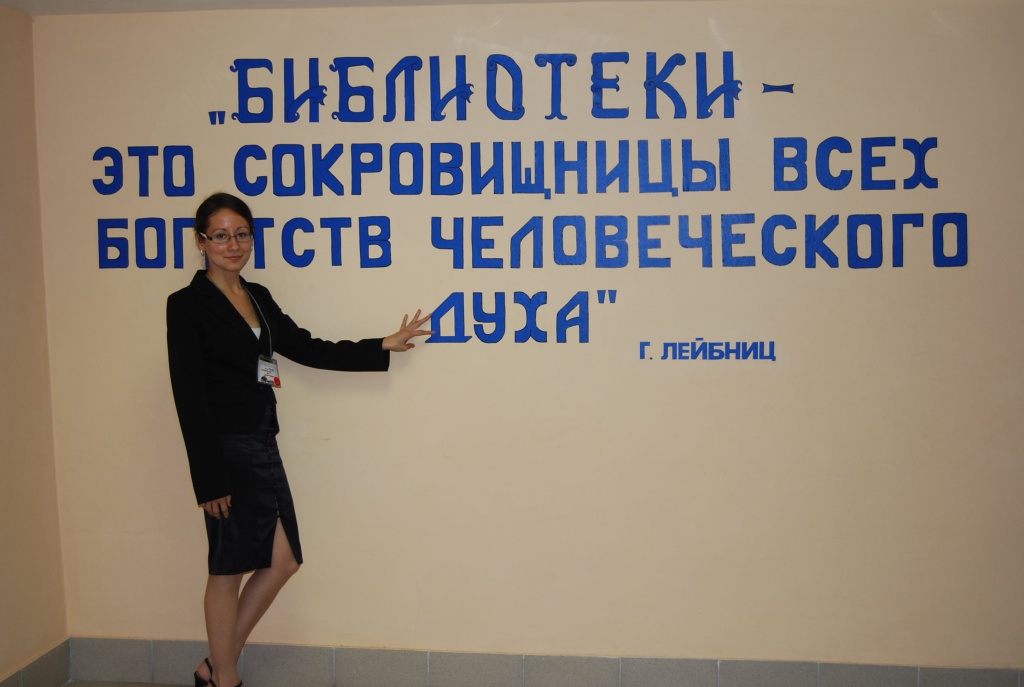 „БИБЛИОТЕКИ –
ЭТО СОКРОВИЩНИЦЫ ВСЕХ
БОГАТСТВ ЧЕЛОВЕЧЕСКОГО
ДУХА"
Г. ЛЕЙБНИЦ